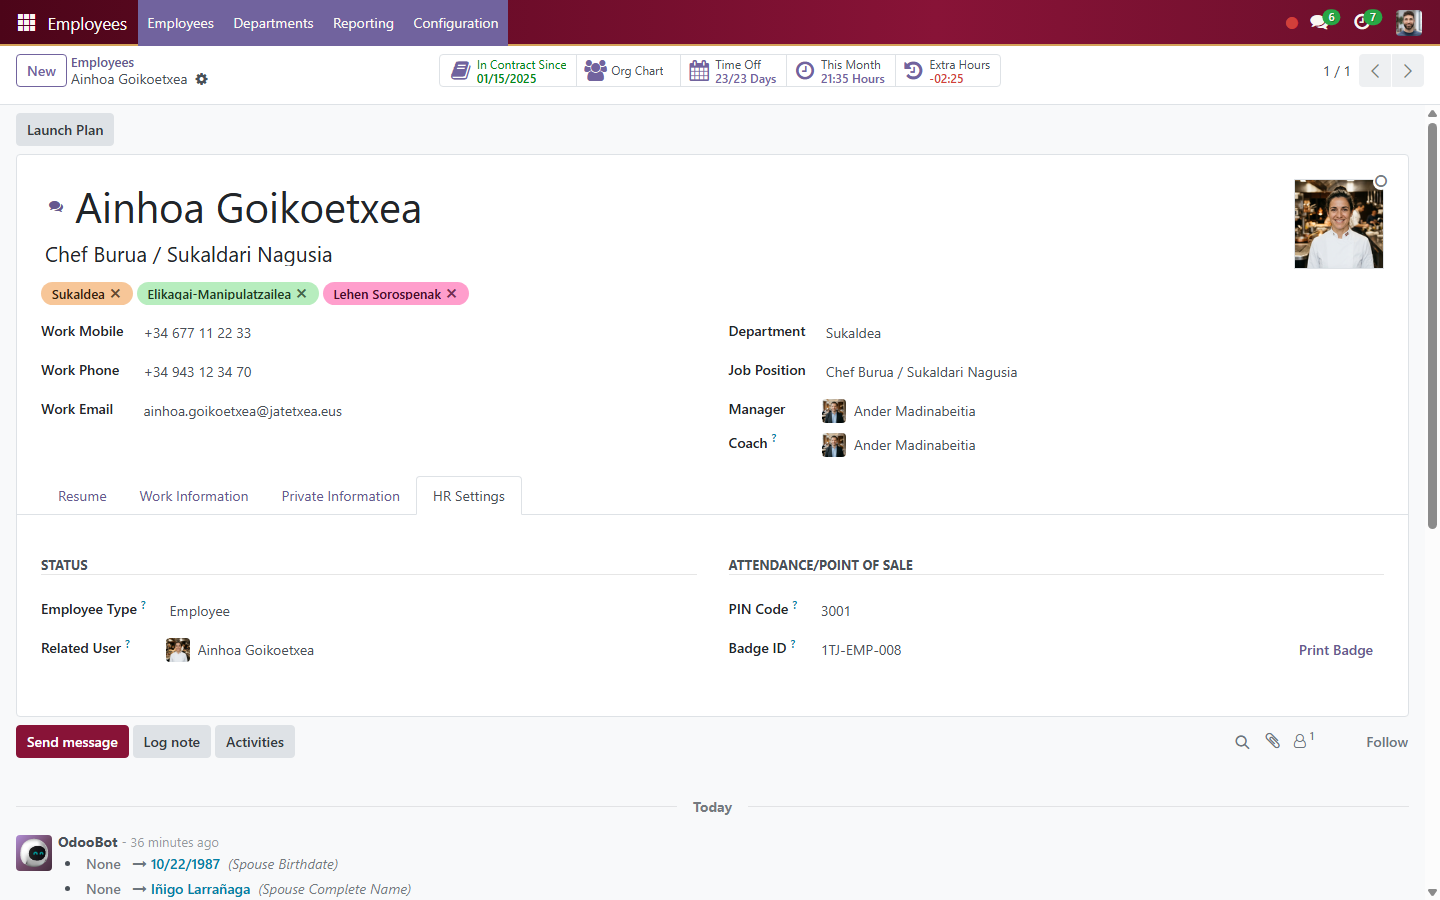 Employees
Employees Departments Reporting Configuration
6
7
New
Employees
Ainhoa Goikoetxea
In Contract Since
01/15/2025
Org Chart
Time Off
23/23 Days
This Month
21:35 Hours
Extra Hours
-02:25
1 / 1
Launch Plan
Ainhoa Goikoetxea
Chef Burua / Sukaldari Nagusia
Sukaldea
Elikagai-Manipulatzailea
Lehen Sorospenak
Work Mobile +34 677 11 22 33
Work Phone +34 943 12 34 70
Work Email ainhoa.goikoetxea@jatetxea.eus
Department Sukaldea
Job Position Chef Burua / Sukaldari Nagusia
Manager Ander Madinabeitia
Coach ? Ander Madinabeitia
Resume Work Information Private Information HR Settings
STATUS
Employee Type ? Employee
Related User ? Ainhoa Goikoetxea
ATTENDANCE/POINT OF SALE
PIN Code ? 3001
Badge ID ? 1TJ-EMP-008 Print Badge
Send message Log note Activities
1
Follow
Today
OdooBot - 36 minutes ago
• None → 10/22/1987 (Spouse Birthdate)
• None → Iñigo Larrañaga (Spouse Complete Name)